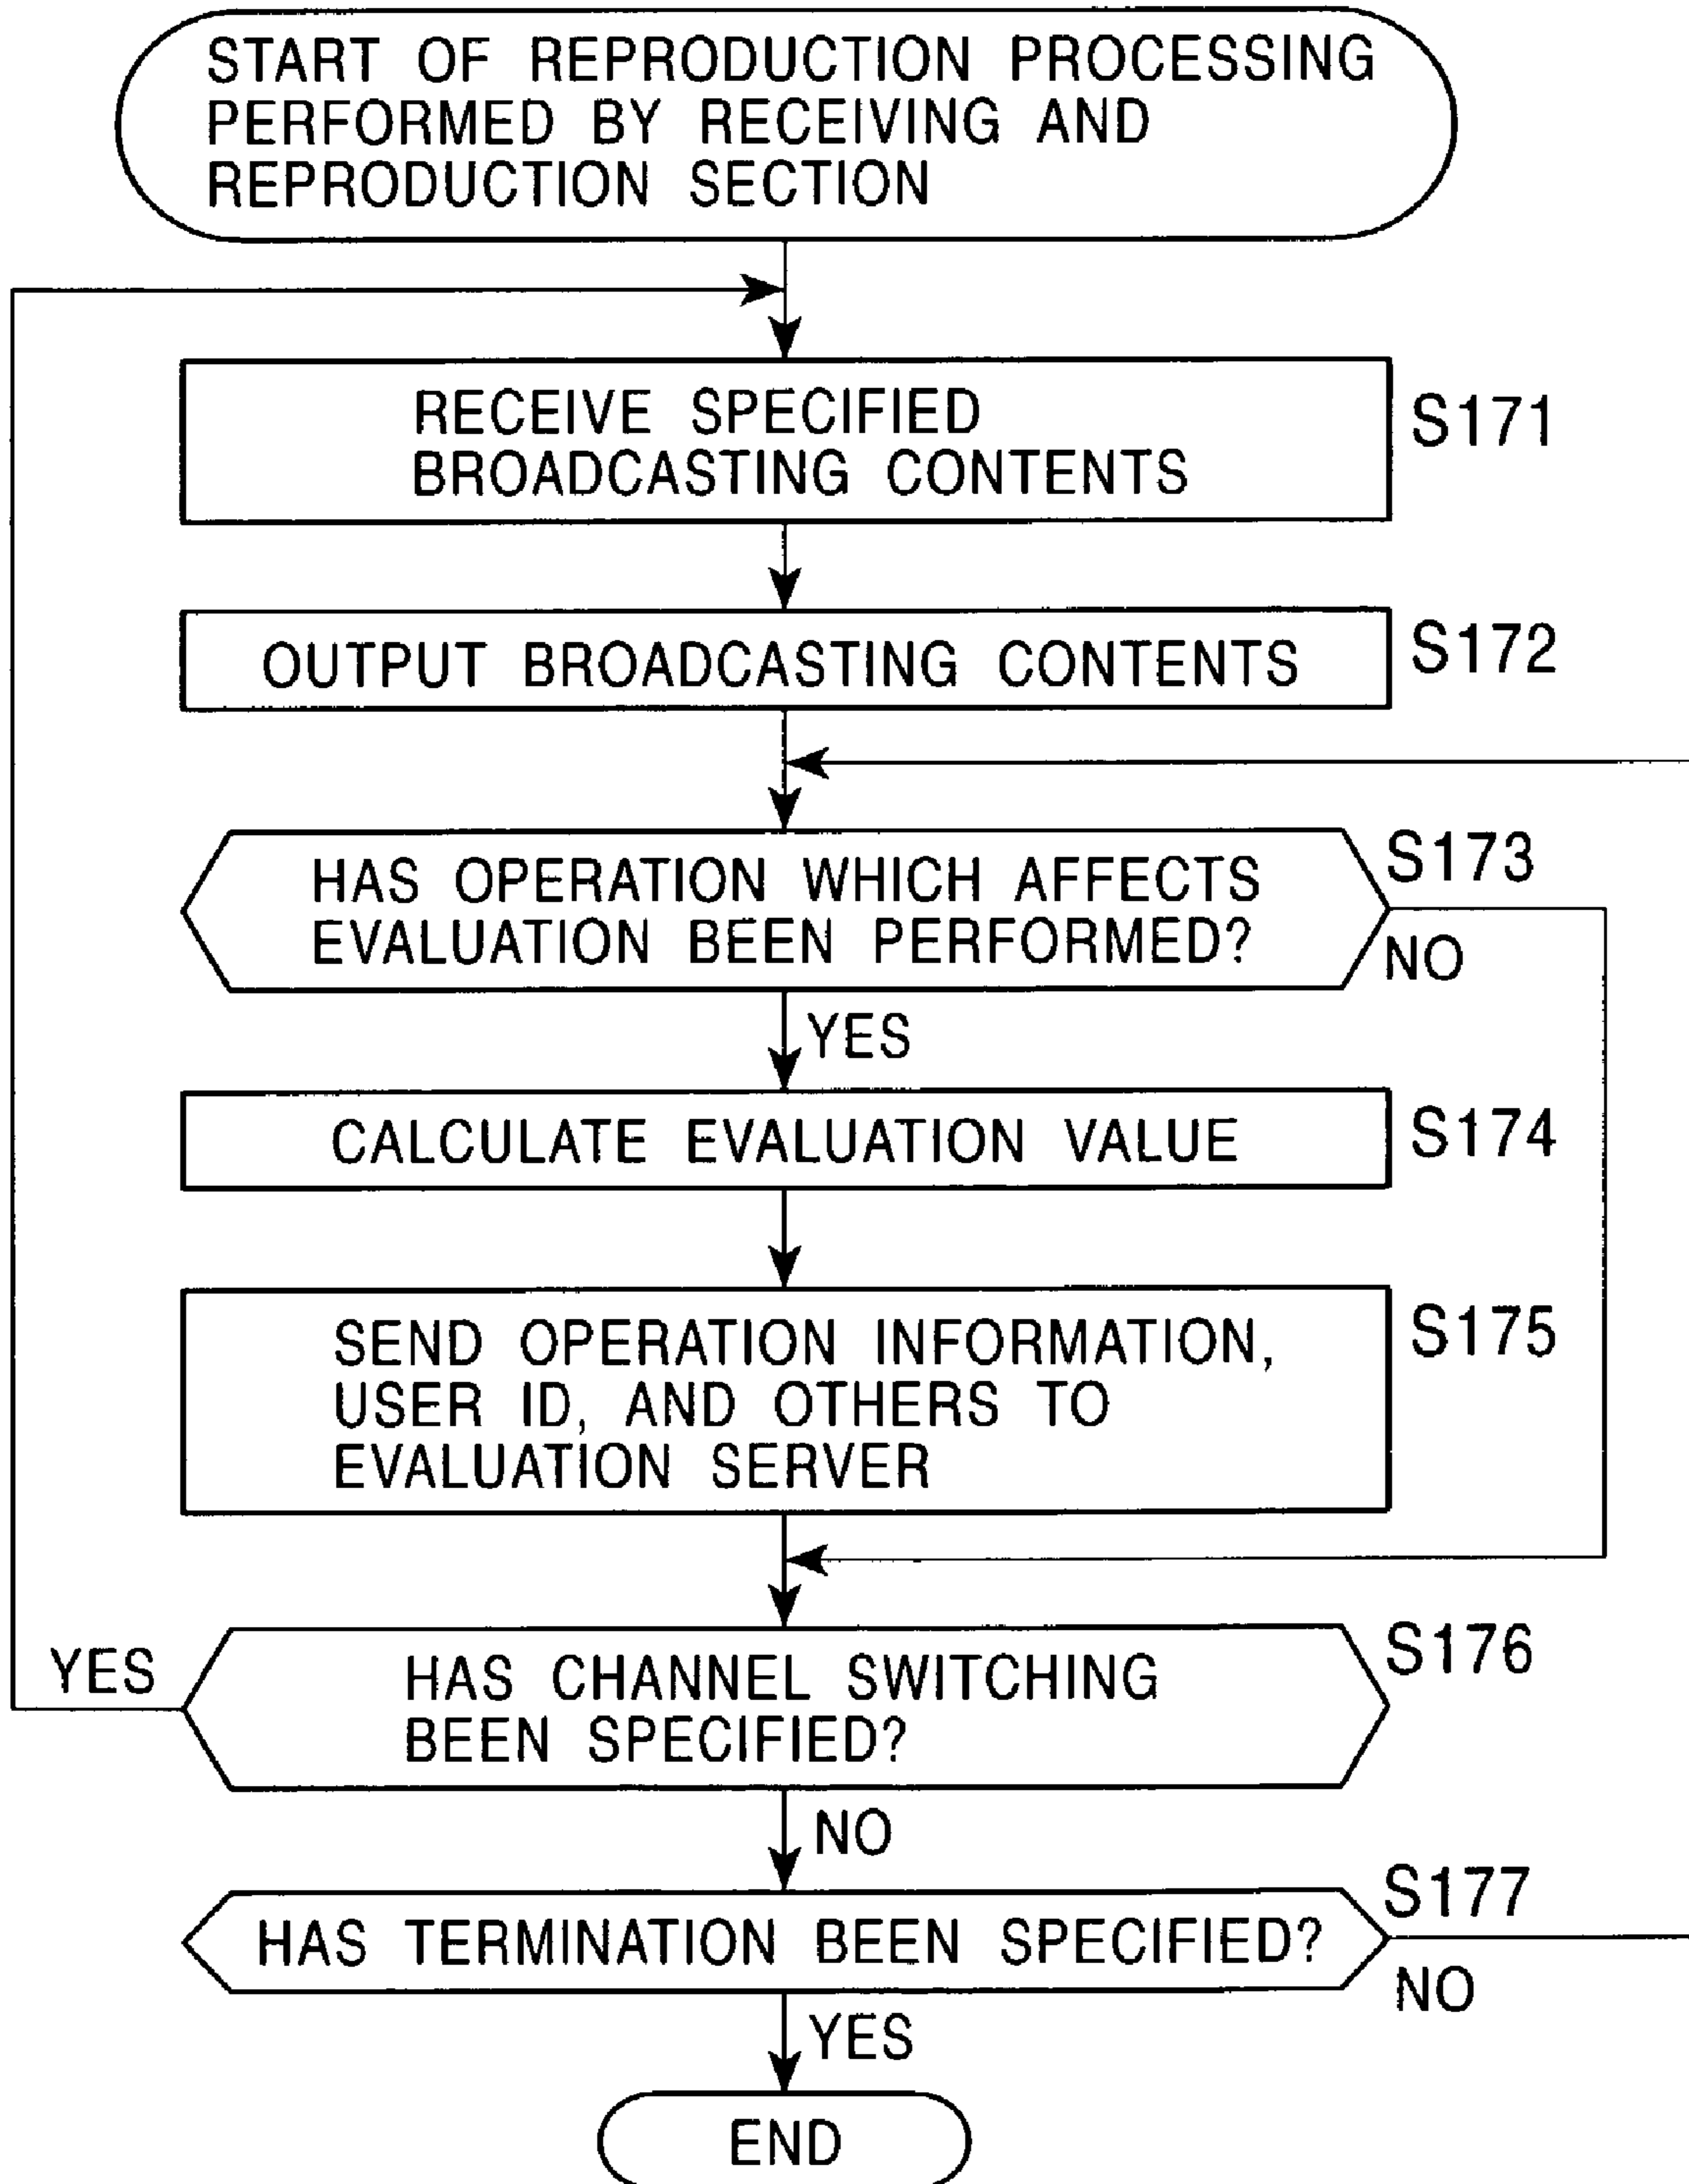 START OF REPRODUCTION PROCESSING
PERFORMED BY RECEIVING AND
REPRODUCTION SECTION
RECEIVE SPECIFIED
BROADCASTING CONTENTS
S171
OUTPUT BROADCASTING CONTENTS
S172
HAS OPERATION WHICH AFFECTS
EVALUATION BEEN PERFORMED?
S173
NO
YES
CALCULATE EVALUATION VALUE
S174
SEND OPERATION INFORMATION,
USER ID, AND OTHERS TO
EVALUATION SERVER
S175
YES
HAS CHANNEL SWITCHING
BEEN SPECIFIED?
S176
NO
HAS TERMINATION BEEN SPECIFIED?
S177
NO
YES
END